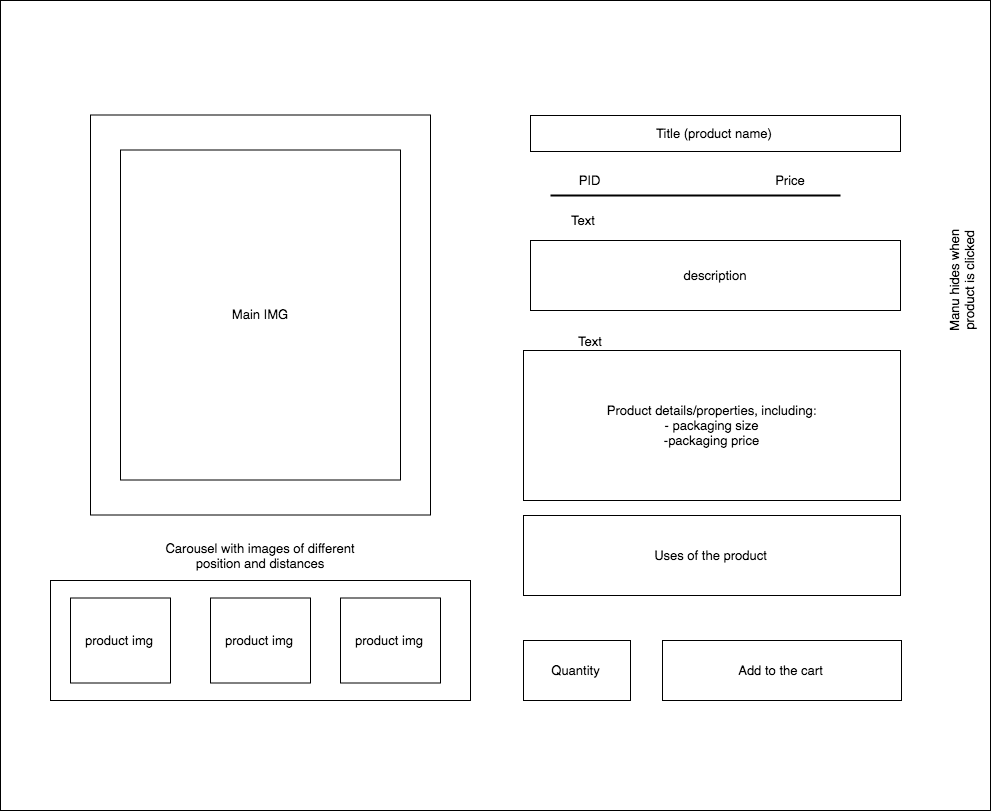 Main IMG
Carousel with images of different
position and distances
product img
product img
product img
Title (product name)
PID
Price
Text
description
Text
Product details/properties, including:
- packaging size
-packaging price
Uses of the product
Quantity
Add to the cart
Manu hides when
product is clicked